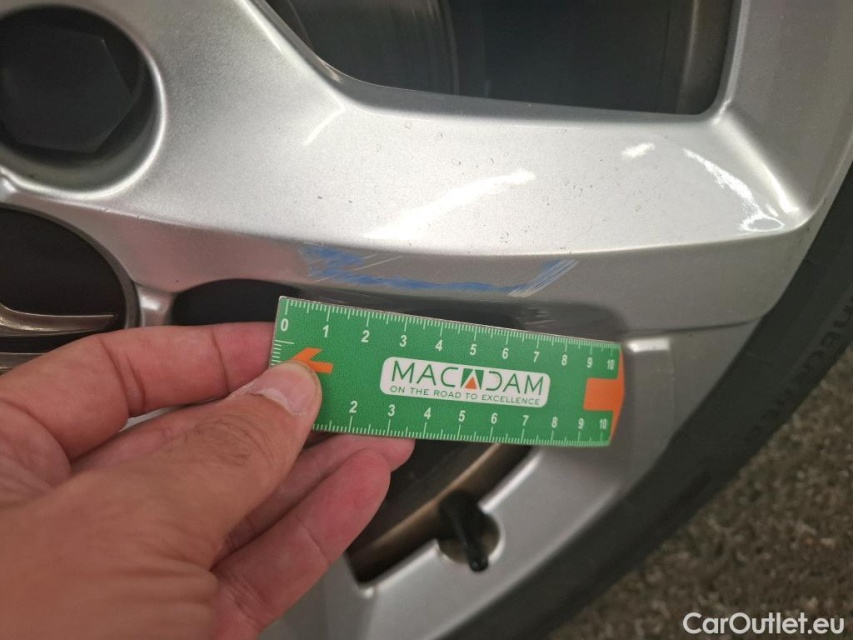 0 1 2 3 4 5 6 7 8 9 10
MACADAM
ON THE ROAD TO EXCELLENCE
2 3 4 5 6 7 8 9 10
CarOutlet.eu